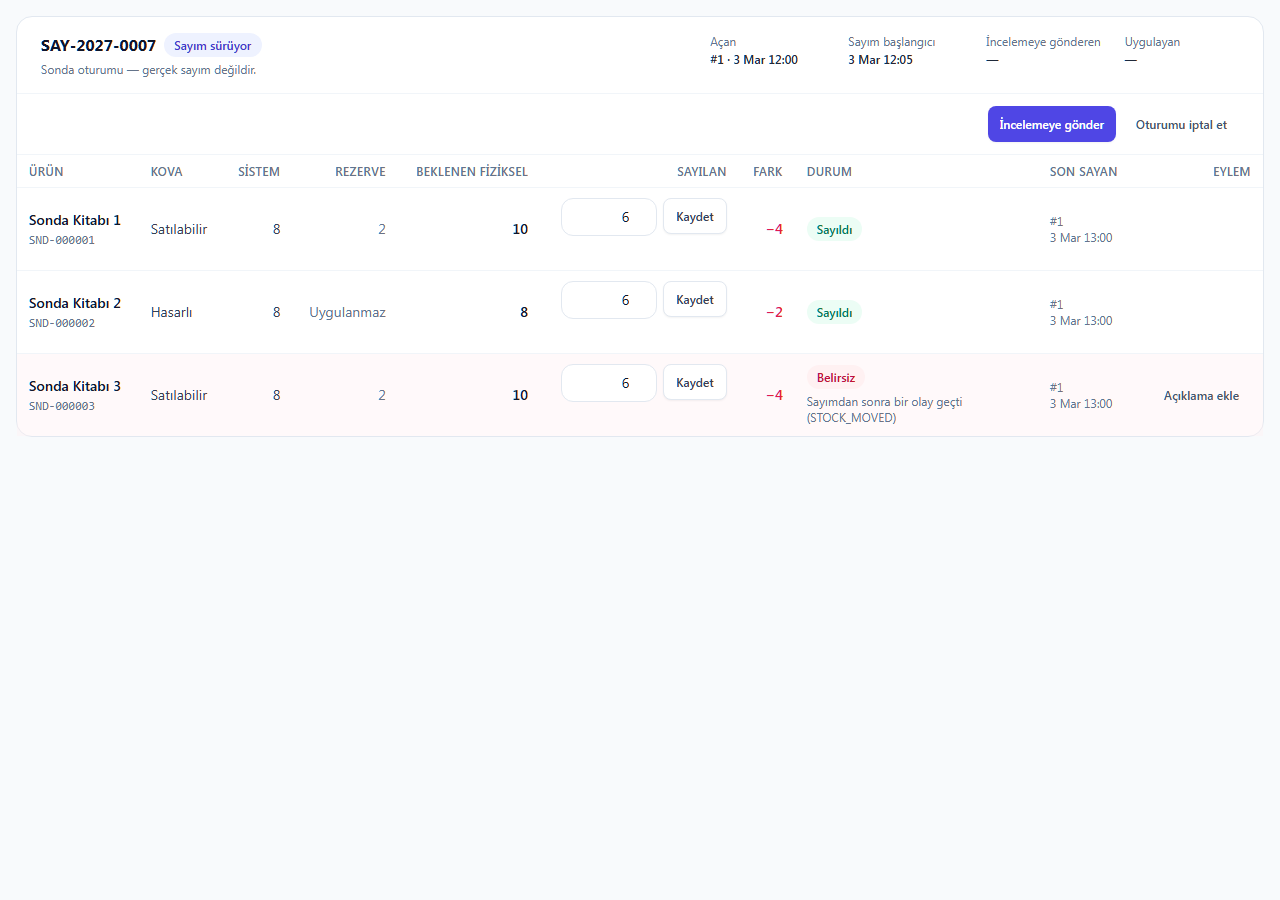 SAY-2027-0007 Sayım sürüyor
Sonda oturumu — gerçek sayım değildir.
Açan
#1 · 3 Mar 12:00
Sayım başlangıcı
3 Mar 12:05
İncelemeye gönderen
—
Uygulayan
—
İncelemeye gönder Oturumu iptal et
ÜRÜN KOVA SİSTEM REZERVE BEKLENEN FİZİKSEL SAYILAN FARK DURUM SON SAYAN EYLEM
Sonda Kitabı 1
SND-000001
Satılabilir 8 2 10 6 Kaydet −4 Sayıldı
#1
3 Mar 13:00
Sonda Kitabı 2
SND-000002
Hasarlı 8 Uygulanmaz 8 6 Kaydet −2 Sayıldı
#1
3 Mar 13:00
Sonda Kitabı 3
SND-000003
Satılabilir 8 2 10 6 Kaydet −4
Belirsiz
Sayımdan sonra bir olay geçti
(STOCK_MOVED)
#1
3 Mar 13:00
Açıklama ekle